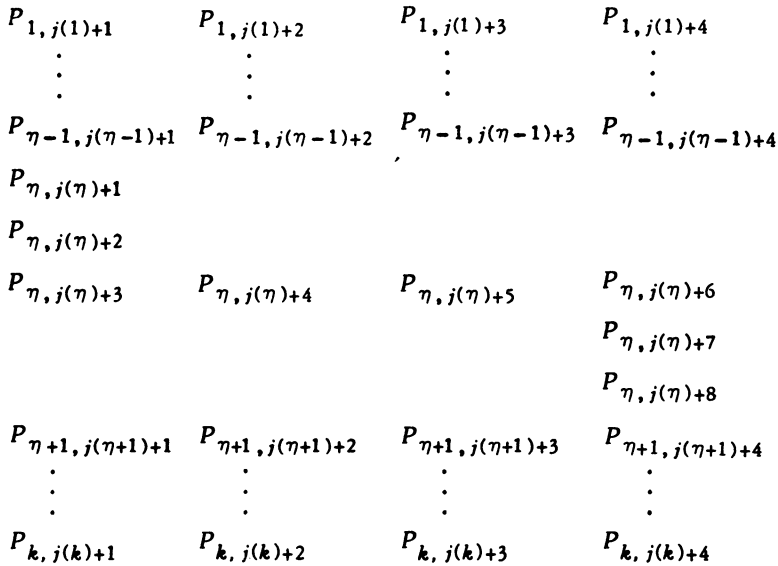 P_{1, j(1)+1} P_{1, j(1)+2} P_{1, j(1)+3} P_{1, j(1)+4}
. . . .
. . . .
. . . .
P_{η−1, j(η−1)+1} P_{η−1, j(η−1)+2} P_{η−1, j(η−1)+3} P_{η−1, j(η−1)+4}
P_{η, j(η)+1}
P_{η, j(η)+2}
P_{η, j(η)+3} P_{η, j(η)+4} P_{η, j(η)+5} P_{η, j(η)+6}
P_{η, j(η)+7}
P_{η, j(η)+8}
P_{η+1, j(η+1)+1} P_{η+1, j(η+1)+2} P_{η+1, j(η+1)+3} P_{η+1, j(η+1)+4}
. . . .
. . . .
. . . .
P_{k, j(k)+1} P_{k, j(k)+2} P_{k, j(k)+3} P_{k, j(k)+4}